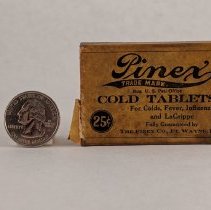 Pinex
TRADE MARK
Reg. U.S. Pat. Office
COLD TABLETS
For Colds, Fever, Influenza
and LaGrippe
Fully Guaranteed by
25¢
THE PINEX CO., FT. WAYNE,
LIBERTY